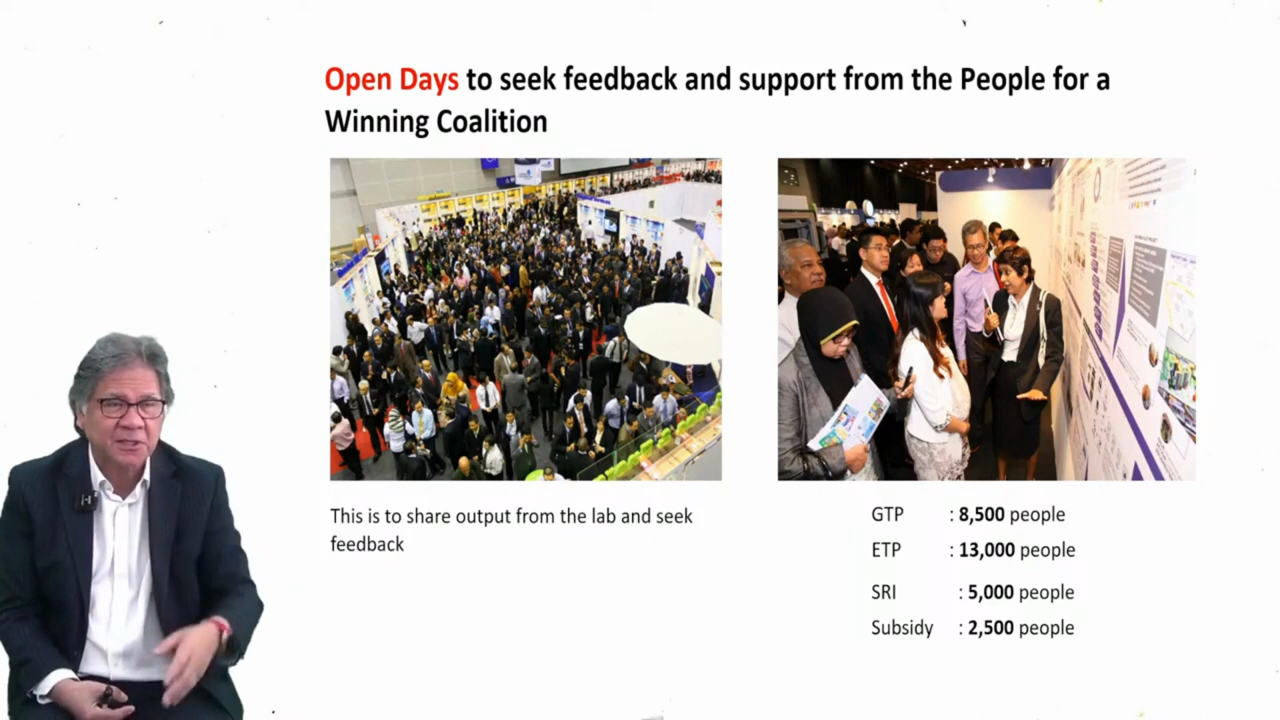 Open Days to seek feedback and support from the People for a
Winning Coalition
This is to share output from the lab and seek
feedback
GTP : 8,500 people
ETP : 13,000 people
SRI : 5,000 people
Subsidy : 2,500 people